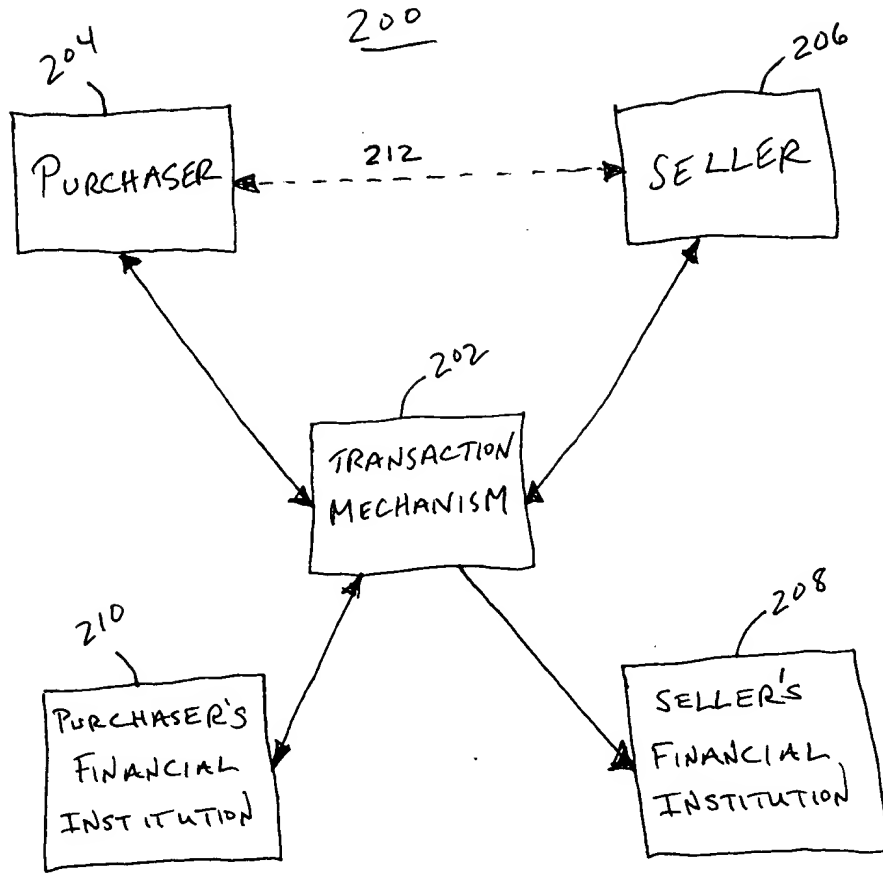 200
204
206
PURCHASER
212
SELLER
202
TRANSACTION
MECHANISM
210
208
PURCHASER'S
FINANCIAL
INSTITUTION
SELLER'S
FINANCIAL
INSTITUTION